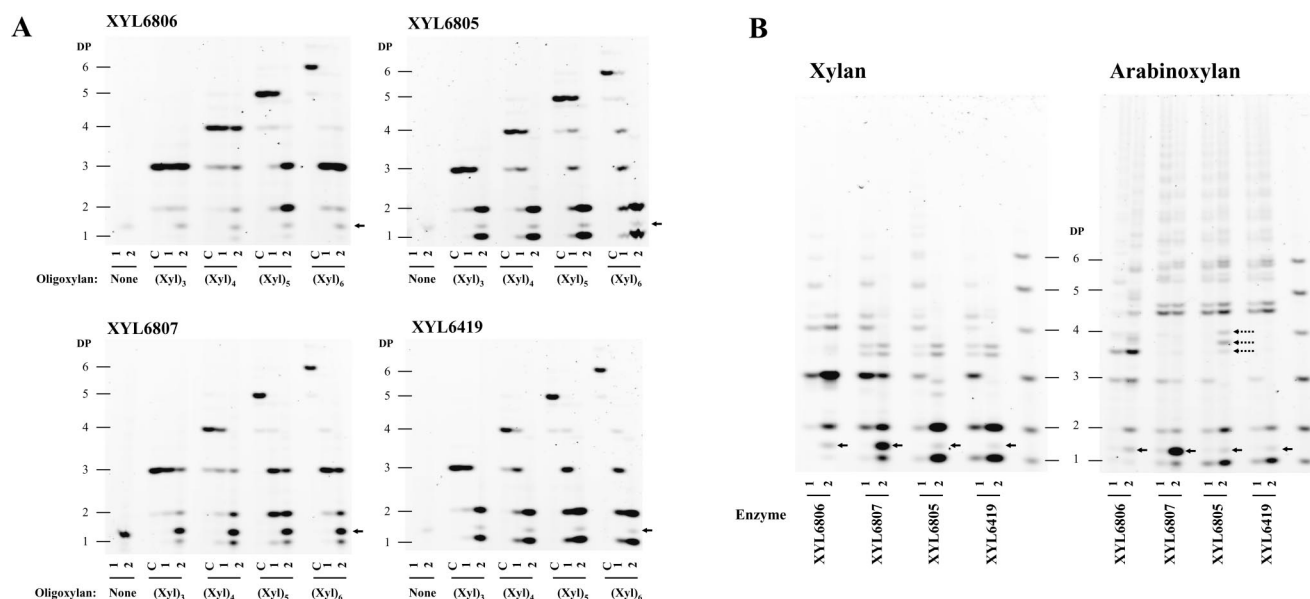 A
XYL6806
DP
6
5
4
3
2
1
1 2 C 1 2 C 1 2 C 1 2 C 1 2
Oligoxylan: None (Xyl)3 (Xyl)4 (Xyl)5 (Xyl)6
XYL6805
DP
6
5
4
3
2
1
1 2 C 1 2 C 1 2 C 1 2 C 1 2
None (Xyl)3 (Xyl)4 (Xyl)5 (Xyl)6
XYL6807
DP
6
5
4
3
2
1
1 2 C 1 2 C 1 2 C 1 2 C 1 2
Oligoxylan: None (Xyl)3 (Xyl)4 (Xyl)5 (Xyl)6
XYL6419
DP
6
5
4
3
2
1
1 2 C 1 2 C 1 2 C 1 2 C 1 2
None (Xyl)3 (Xyl)4 (Xyl)5 (Xyl)6
B
Xylan Arabinoxylan
DP
6
5
4
3
2
1
1 2 1 2 1 2 1 2 1 2 1 2 1 2 1 2
Enzyme XYL6806 XYL6807 XYL6805 XYL6419 XYL6806 XYL6807 XYL6805 XYL6419